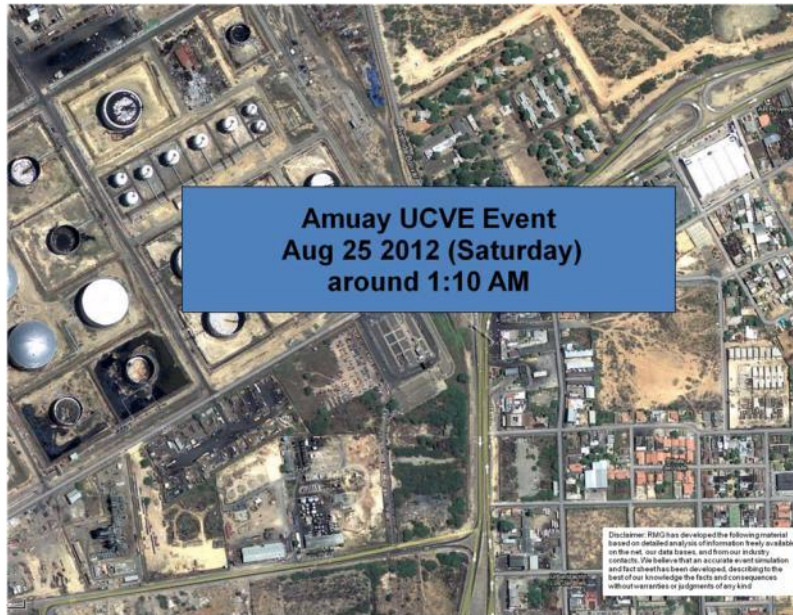 Amuay UCVE Event
Aug 25 2012 (Saturday)
around 1:10 AM
Disclaimer: RMG has developed the following material
based on detailed analysis of information freely available
on the net, our data bases, and from our industry
contacts. We believe that an accurate event simulation
and fact sheet has been developed, describing to the
best of our knowledge the facts and consequences
without warranties or judgments of any kind